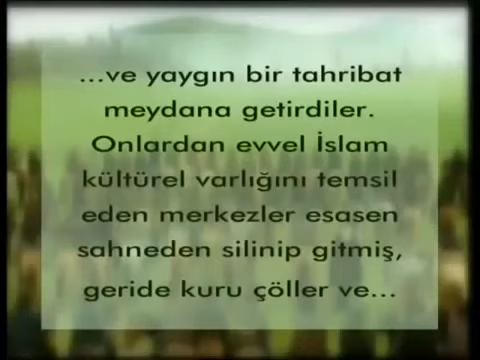 ...ve yaygın bir tahribat
meydana getirdiler.
Onlardan evvel İslam
kültürel varlığını temsil
eden merkezler esasen
sahneden silinip gitmiş,
geride kuru çöller ve...